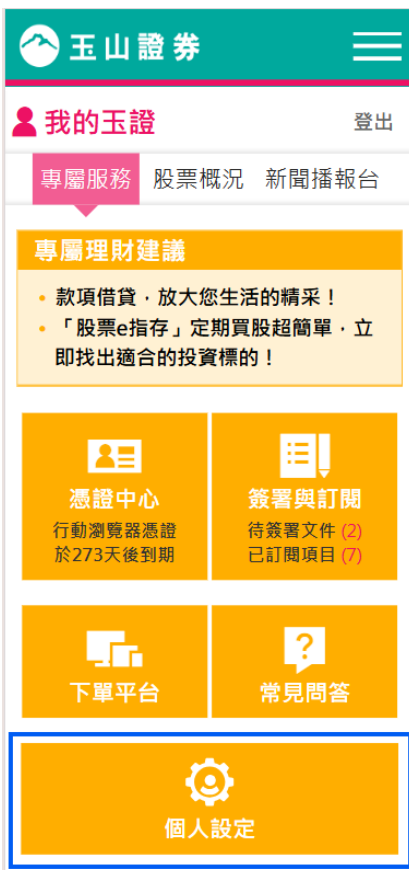 玉山證券
我的玉證
登出
專屬服務 股票概況 新聞播報台
專屬理財建議
• 款項借貸，放大您生活的精采！
• 「股票e指存」定期買股超簡單，立
即找出適合的投資標的！
憑證中心
行動瀏覽器憑證
於273天後到期
簽署與訂閱
待簽署文件 (2)
已訂閱項目 (7)
下單平台
?
常見問答
個人設定